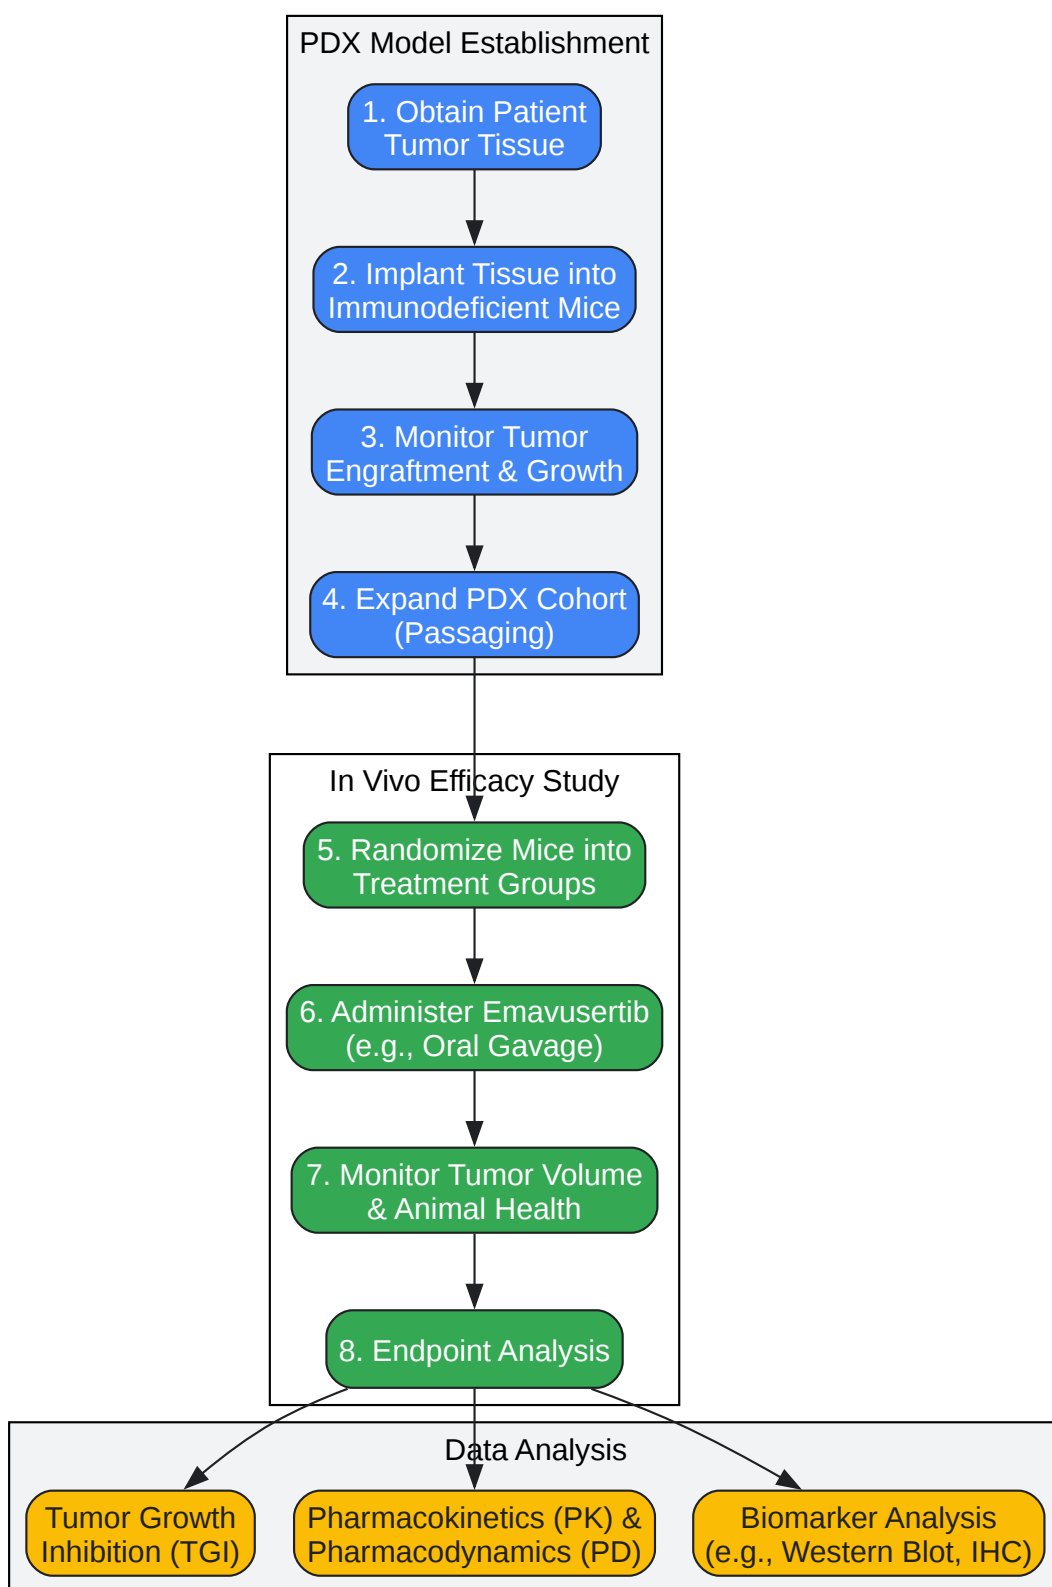 PDX Model Establishment
1. Obtain Patient
Tumor Tissue
2. Implant Tissue into
Immunodeficient Mice
3. Monitor Tumor
Engraftment & Growth
4. Expand PDX Cohort
(Passaging)
In Vivo Efficacy Study
5. Randomize Mice into
Treatment Groups
6. Administer Emavusertib
(e.g., Oral Gavage)
7. Monitor Tumor Volume
& Animal Health
8. Endpoint Analysis
Data Analysis
Tumor Growth
Inhibition (TGI)
Pharmacokinetics (PK) &
Pharmacodynamics (PD)
Biomarker Analysis
(e.g., Western Blot, IHC)